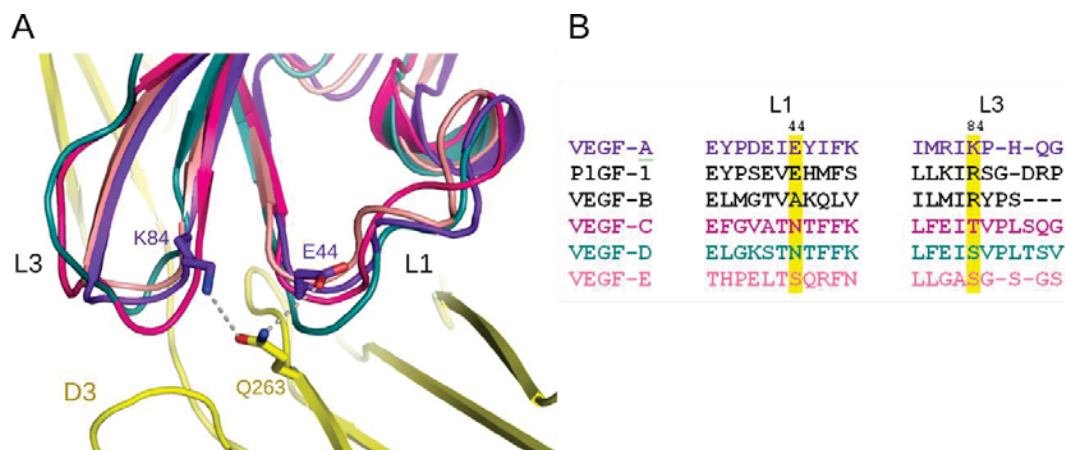 A
K84
E44
L3
L1
Q263
D3
B
L1 L3
44 84
VEGF-A EYPDEIEYIFK IMRIKP-H-QG
PlGF-1 EYPSEVEHMFS LLKIRSG-DRP
VEGF-B ELMGTVAKQLV ILMIRYPS---
VEGF-C EFGVATNTFFK LFEITVPLSQG
VEGF-D ELGKSTNTFFK LFEISVPLTSV
VEGF-E THPELTSQRFN LLGASG-S-GS